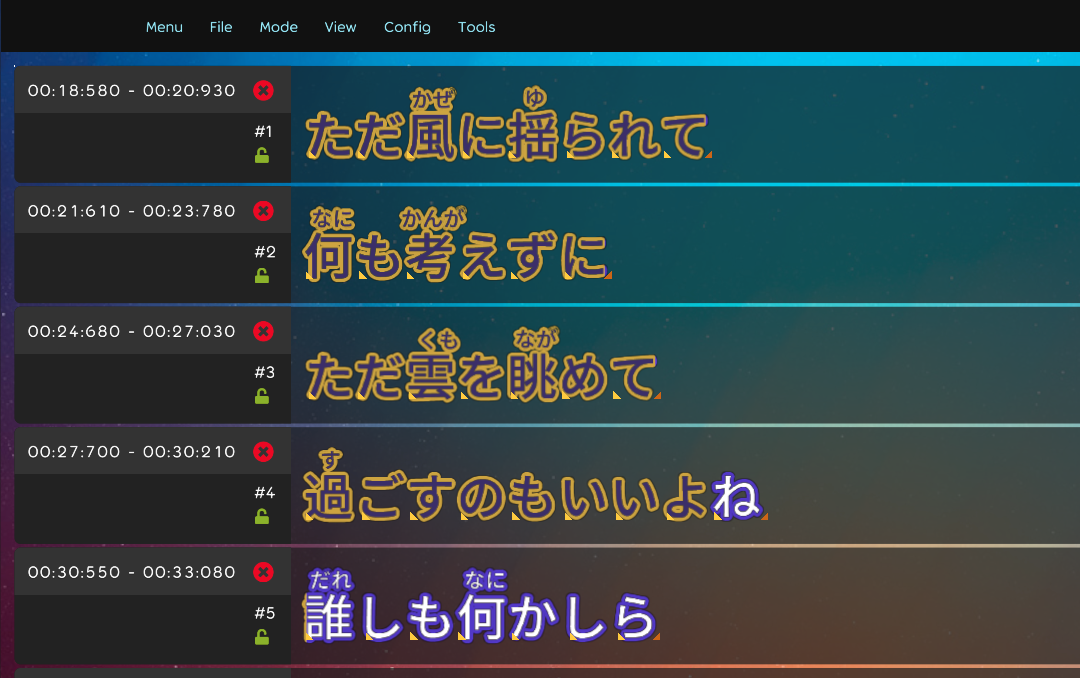 Menu File Mode View Config Tools
00:18:580 - 00:20:930
#1
かぜ ゆ
ただ風に揺られて
00:21:610 - 00:23:780
#2
なに かんが
何も考えずに
00:24:680 - 00:27:030
#3
くも なが
ただ雲を眺めて
00:27:700 - 00:30:210
#4
す
過ごすのもいいよね
00:30:550 - 00:33:080
#5
だれ なに
誰しも何かしら